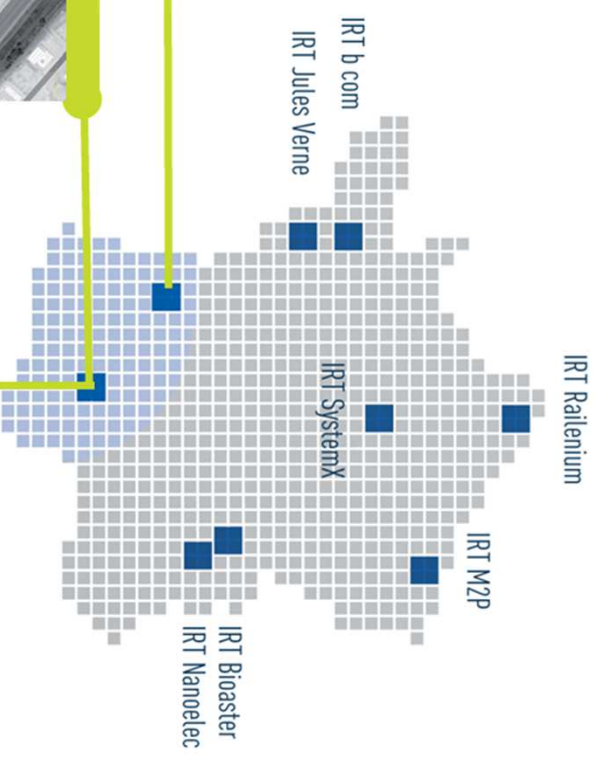 IRT Railenium
IRT M2P
IRT b com
IRT Jules Verne
IRT SystemX
IRT Bioaster
IRT Nanoelec